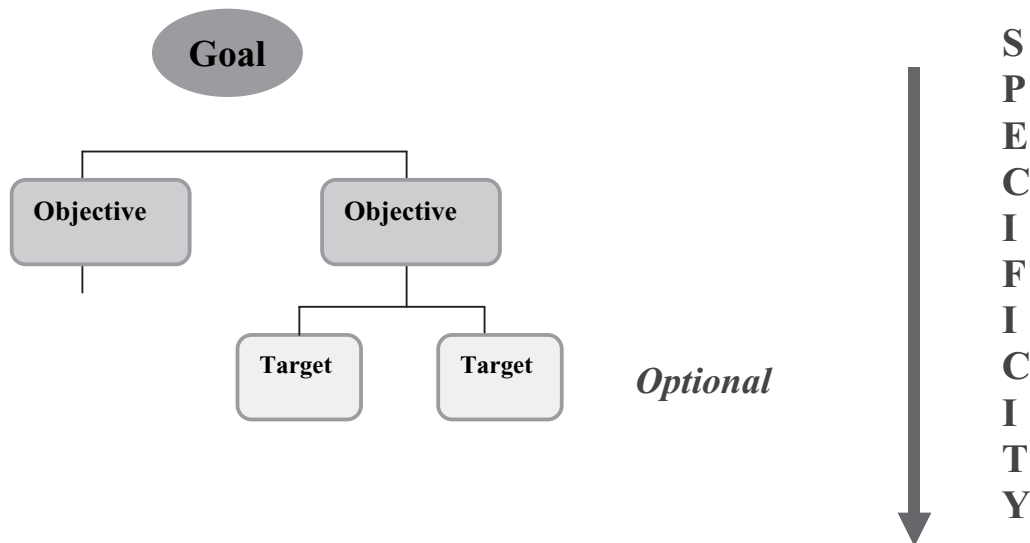 Goal
Objective Objective
Target Target
Optional
S
P
E
C
I
F
I
C
I
T
Y